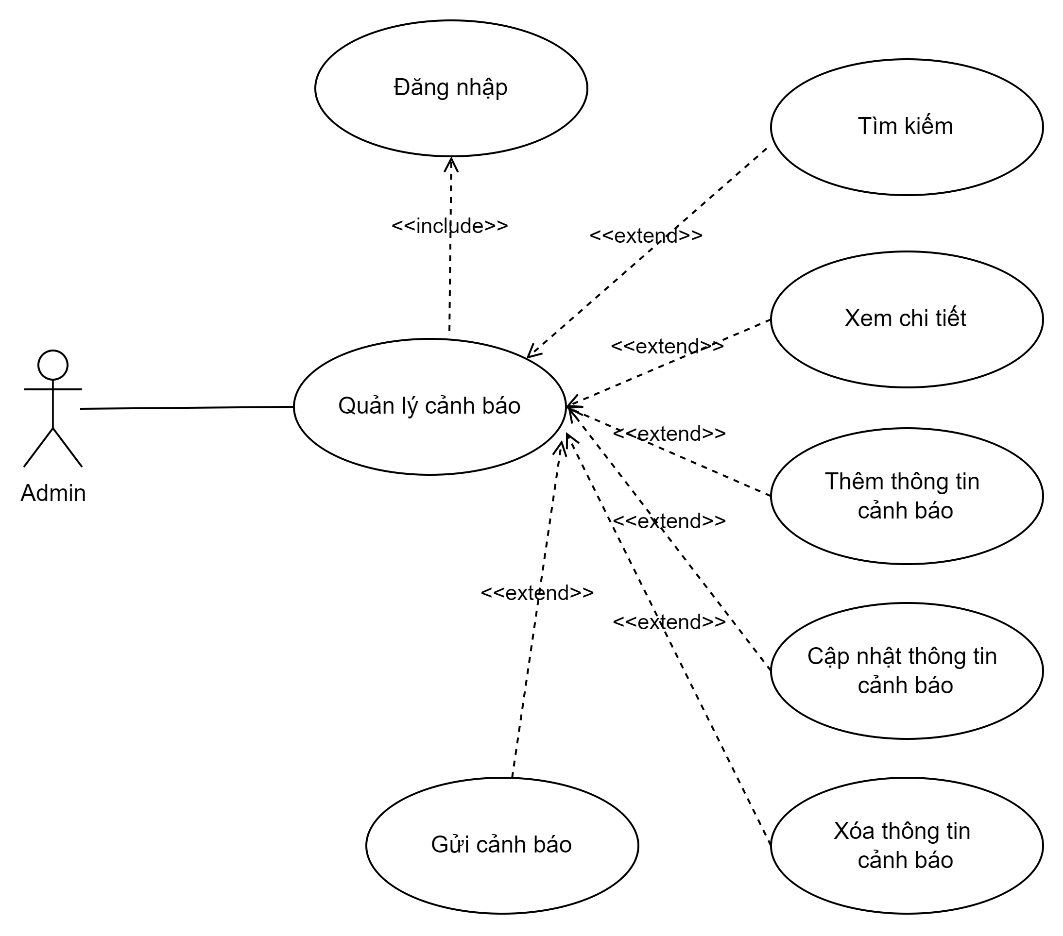 Đăng nhập
Tìm kiếm
<<include>>
<<extend>>
Xem chi tiết
<<extend>>
Quản lý cảnh báo
<<extend>>
Admin
Thêm thông tin
cảnh báo
<<extend>>
<<extend>>
<<extend>>
Cập nhật thông tin
cảnh báo
Gửi cảnh báo
Xóa thông tin
cảnh báo